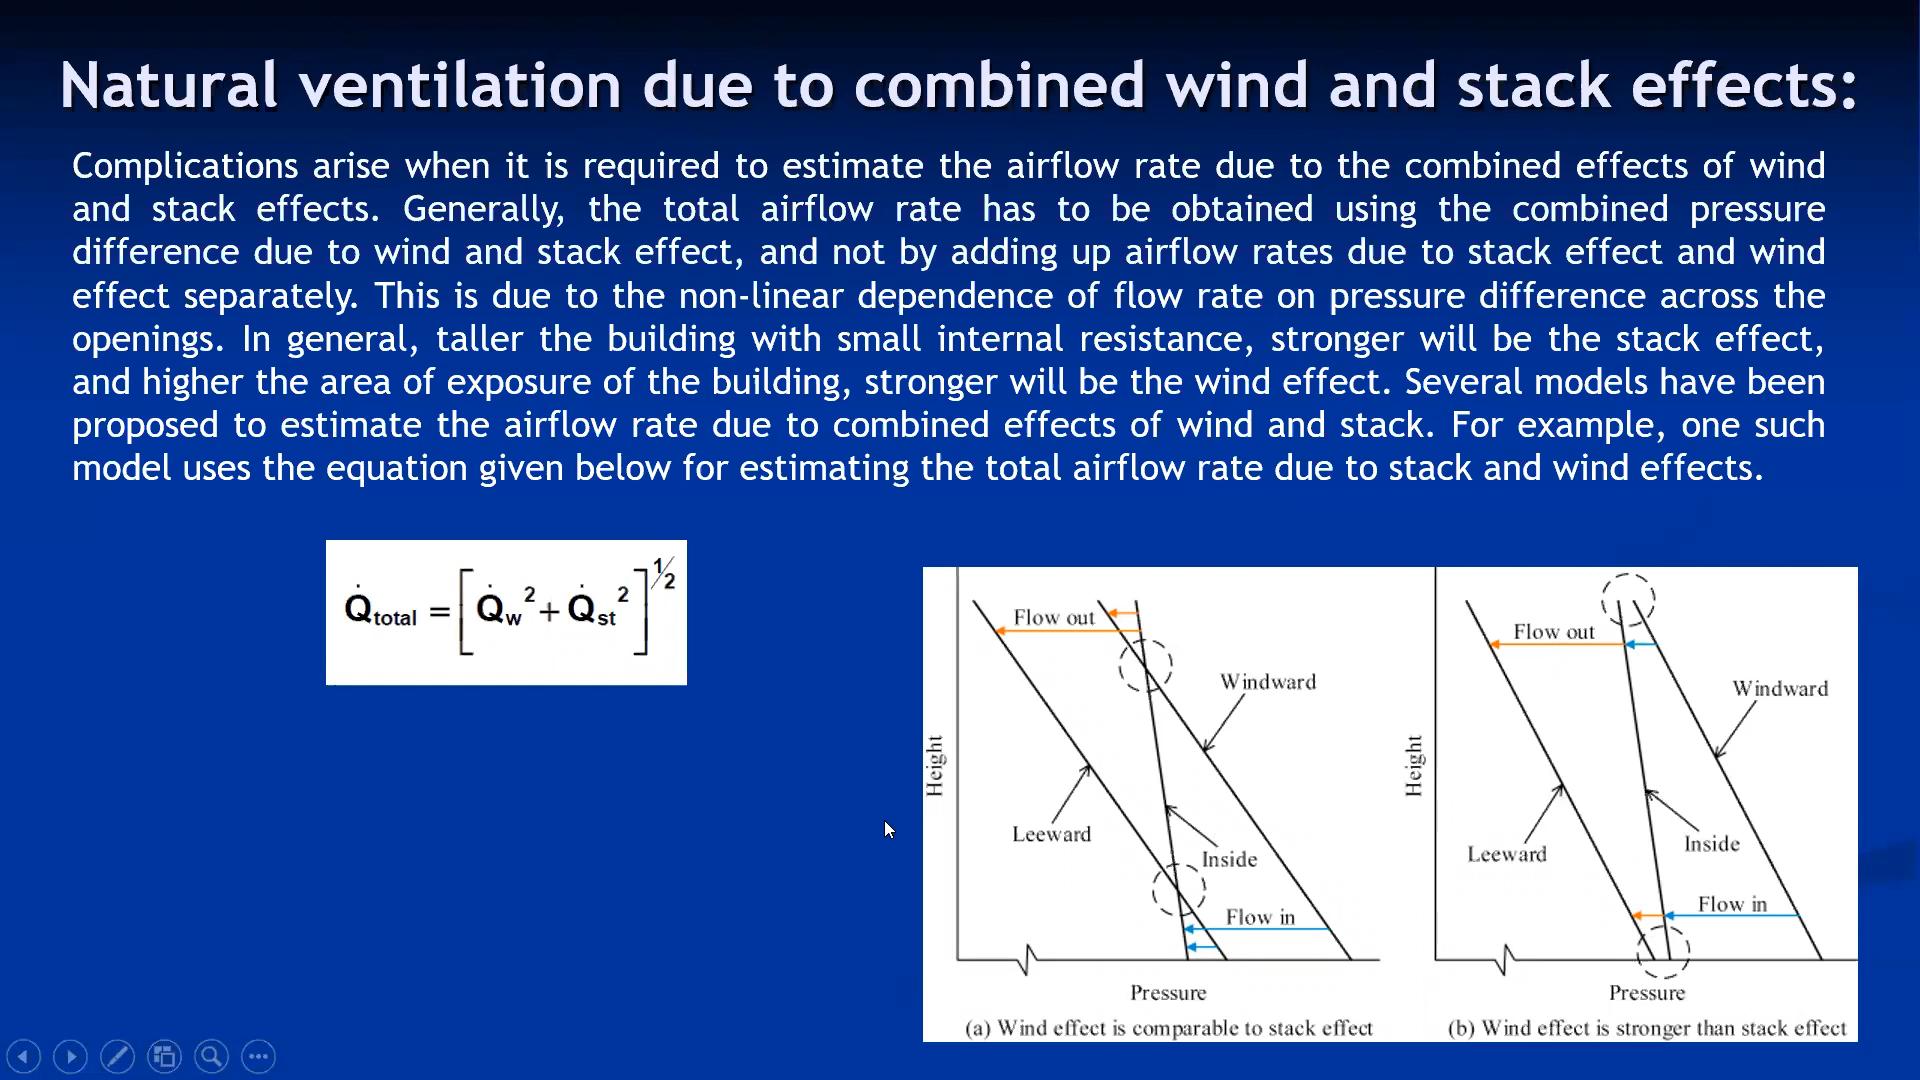 Natural ventilation due to combined wind and stack effects:
Complications arise when it is required to estimate the airflow rate due to the combined effects of wind
and stack effects. Generally, the total airflow rate has to be obtained using the combined pressure
difference due to wind and stack effect, and not by adding up airflow rates due to stack effect and wind
effect separately. This is due to the non-linear dependence of flow rate on pressure difference across the
openings. In general, taller the building with small internal resistance, stronger will be the stack effect,
and higher the area of exposure of the building, stronger will be the wind effect. Several models have been
proposed to estimate the airflow rate due to combined effects of wind and stack. For example, one such
model uses the equation given below for estimating the total airflow rate due to stack and wind effects.
Q̇total = [Q̇w² + Q̇st²]^½
Flow out
Windward
Height
Leeward
Inside
Flow in
Pressure
(a) Wind effect is comparable to stack effect
Flow out
Windward
Height
Inside
Leeward
Flow in
Pressure
(b) Wind effect is stronger than stack effect